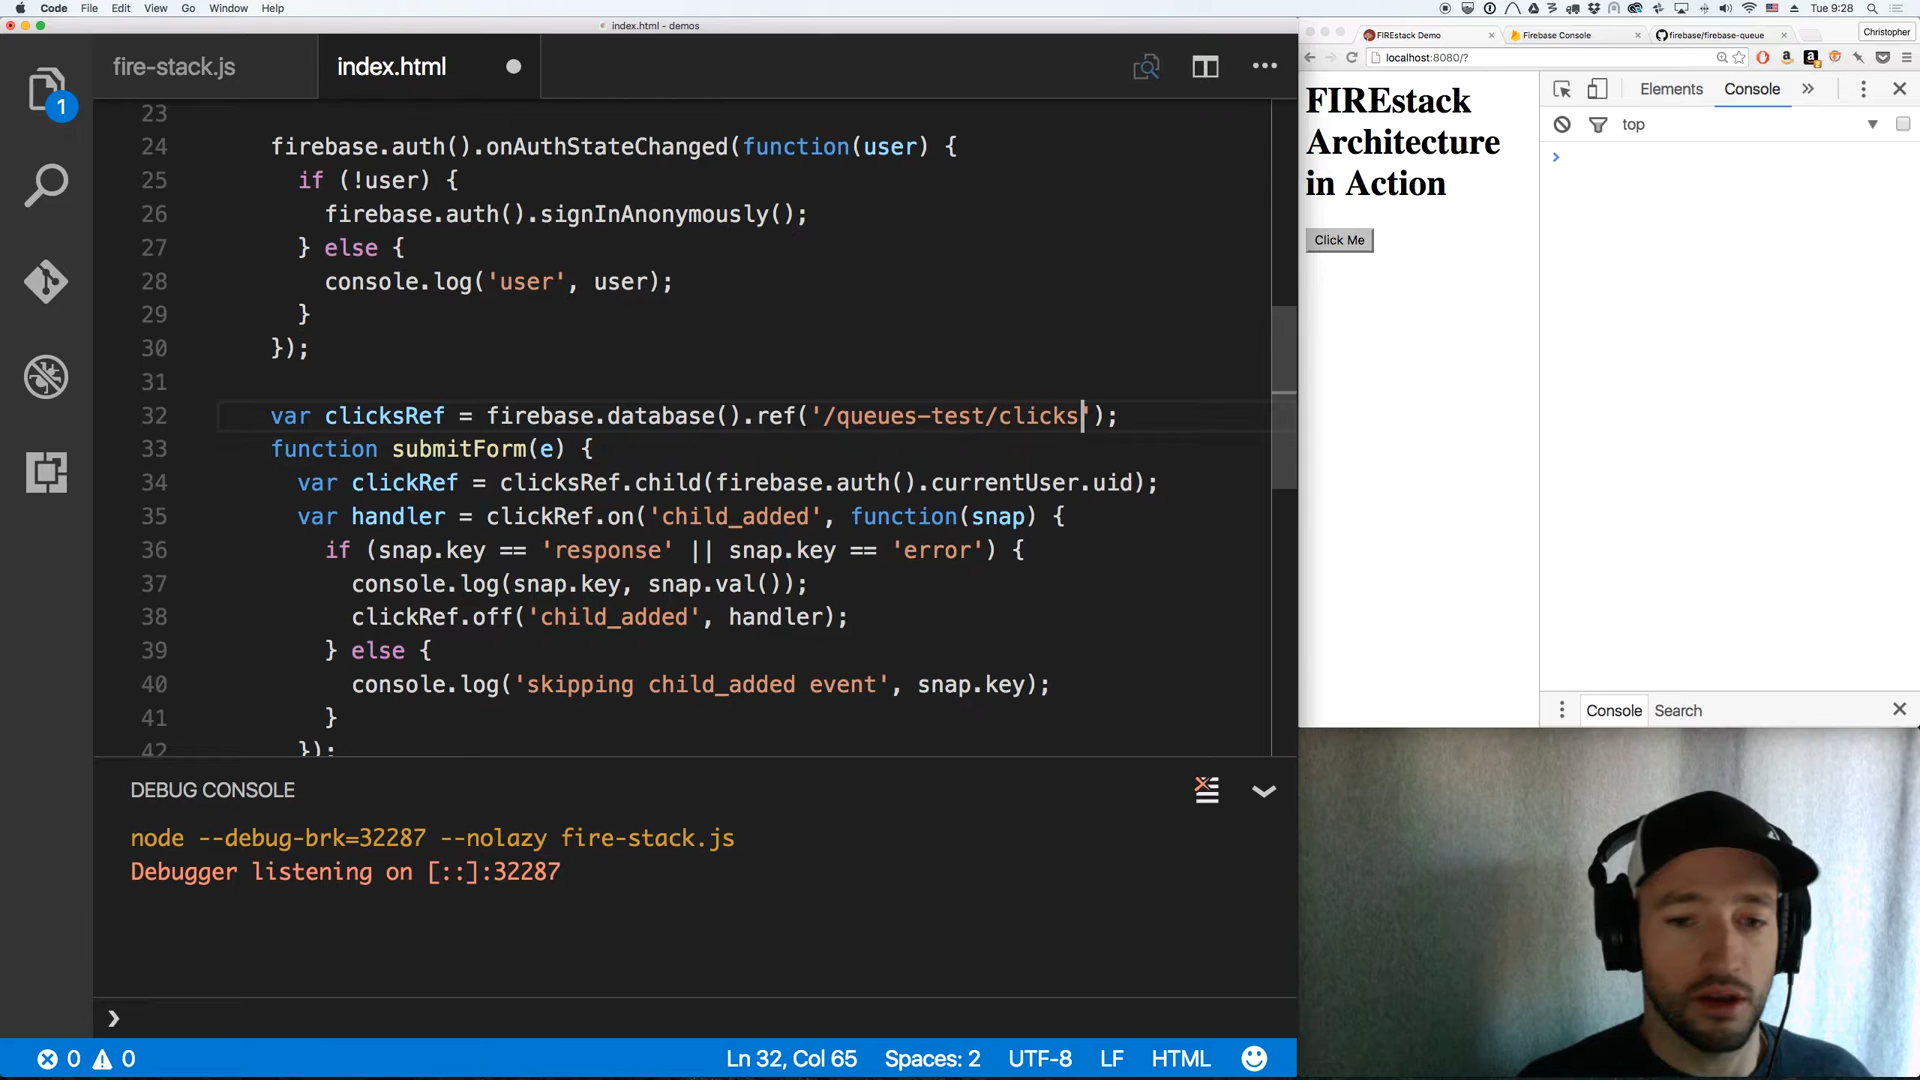 Code File Edit View Go Window Help Tue 9:28
index.html - demos
fire-stack.js index.html
1
23
24 firebase.auth().onAuthStateChanged(function(user) {
25 if (!user) {
26 firebase.auth().signInAnonymously();
27 } else {
28 console.log('user', user);
29 }
30 });
31
32 var clicksRef = firebase.database().ref('/queues-test/clicks');
33 function submitForm(e) {
34 var clickRef = clicksRef.child(firebase.auth().currentUser.uid);
35 var handler = clickRef.on('child_added', function(snap) {
36 if (snap.key == 'response' || snap.key == 'error') {
37 console.log(snap.key, snap.val());
38 clickRef.off('child_added', handler);
39 } else {
40 console.log('skipping child_added event', snap.key);
41 }
42 });
DEBUG CONSOLE
node --debug-brk=32287 --nolazy fire-stack.js
Debugger listening on [::]:32287
0 0 Ln 32, Col 65 Spaces: 2 UTF-8 LF HTML
FIREstack Demo Firebase Console firebase/firebase-queue Christopher
localhost:8080/?
FIREstack
Architecture
in Action
Click Me
Elements Console
top
Console Search